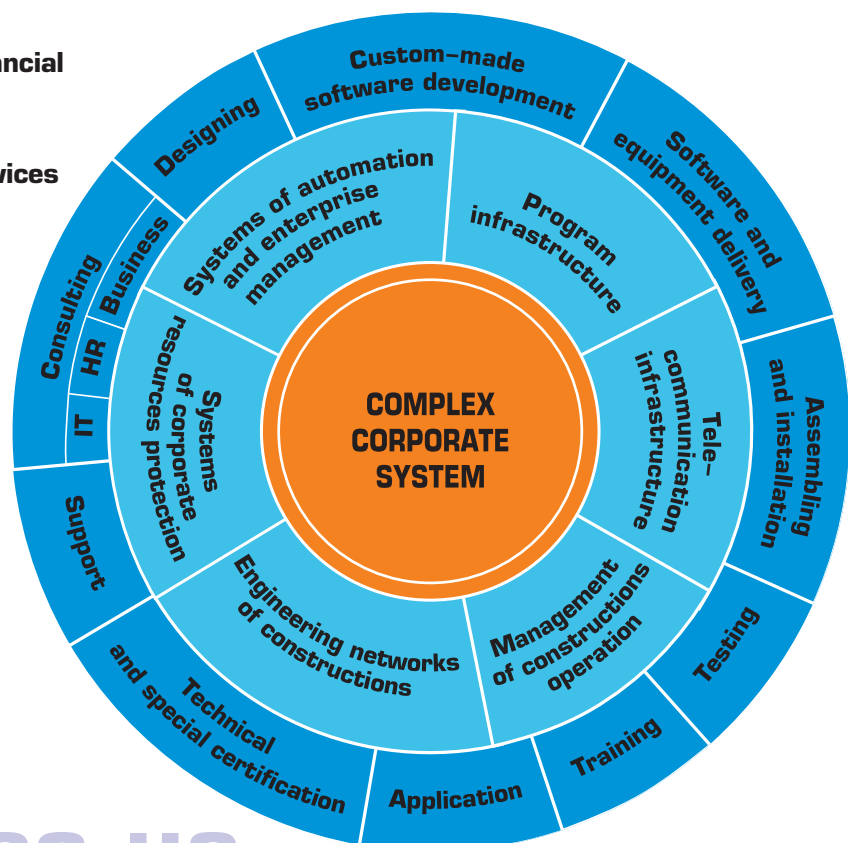 ancial
vices
Custom-made
software development
Software and
equipment delivery
Assembling
and installation
Testing
Training
Application
Technical
and special certification
Support
Consulting
IT
HR
Business
Designing
Systems of automation
and enterprise
management
Program
infrastructure
Tele-
communication
infrastructure
Management
of constructions
operation
Engineering networks
of constructions
Systems
of corporate
resources protection
COMPLEX
CORPORATE
SYSTEM